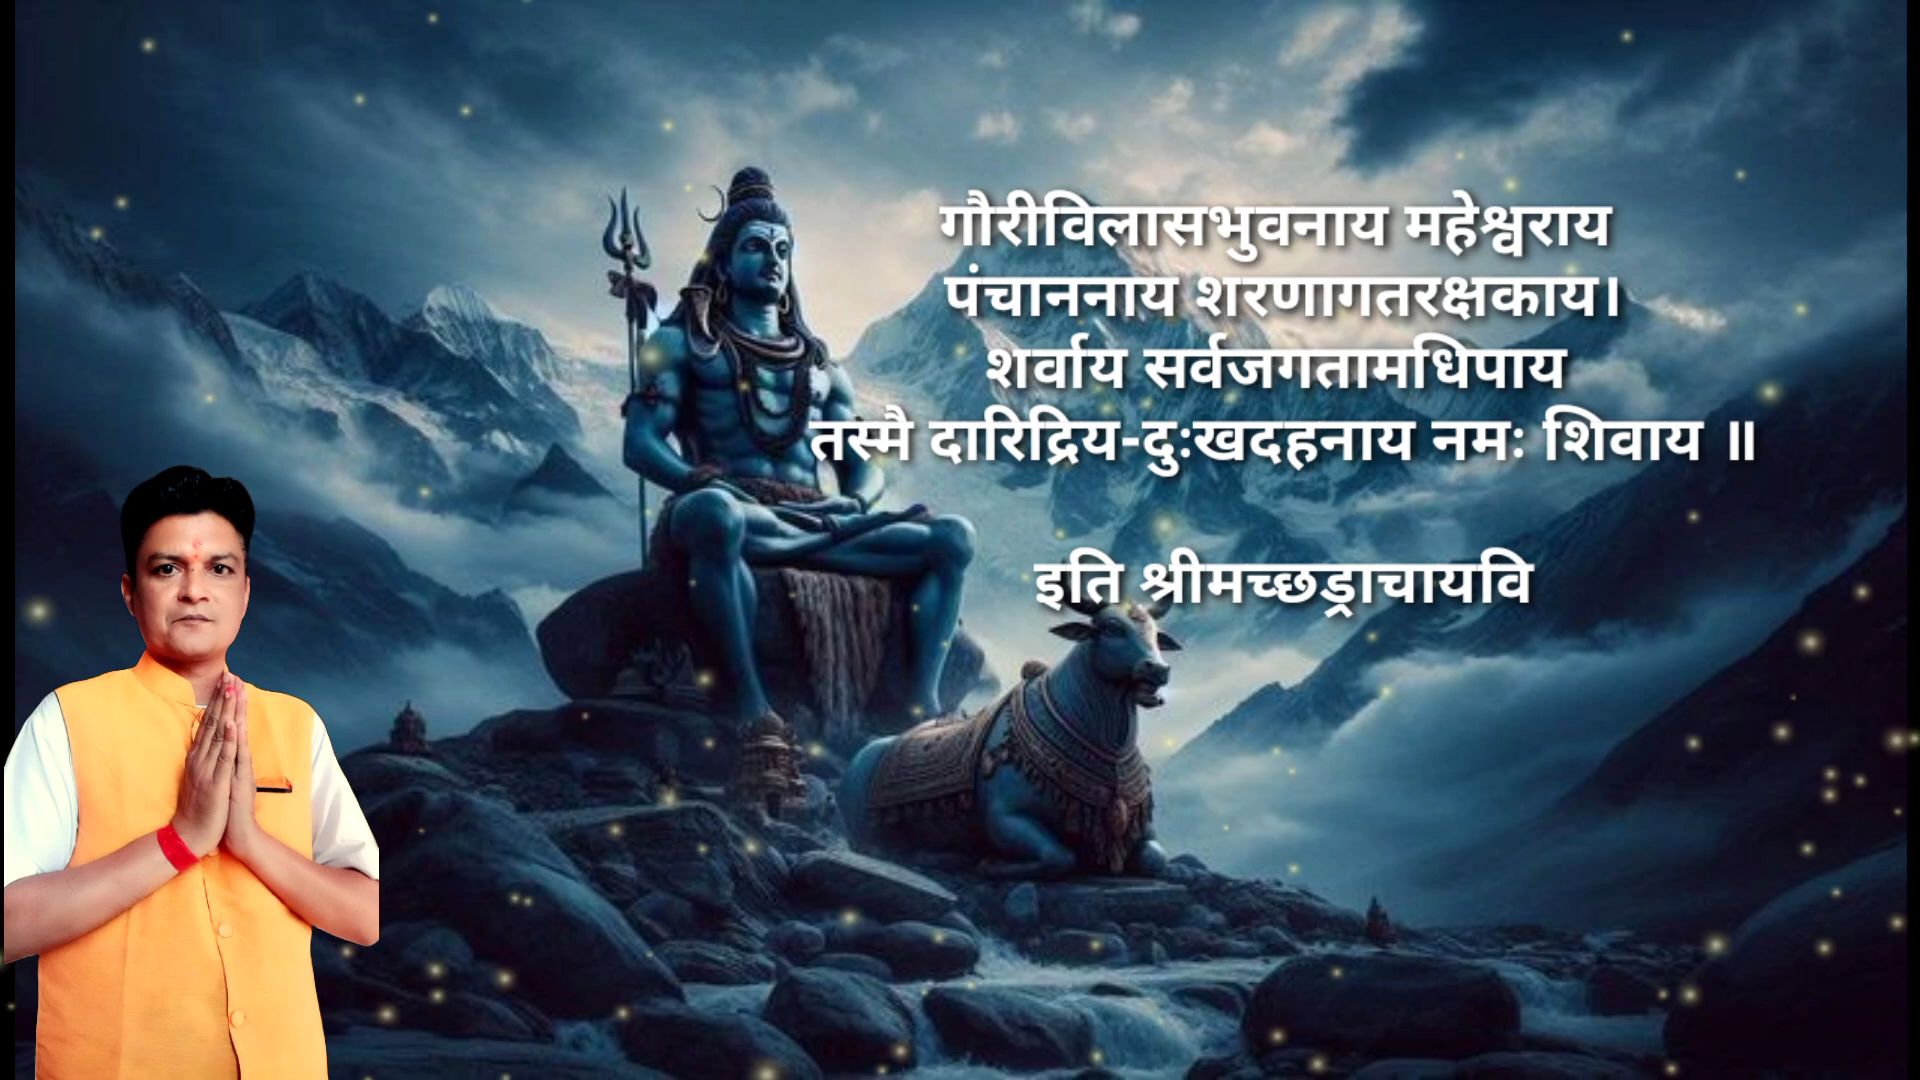 गौरीविलासभुवनाय महेश्वराय
पंचाननाय शरणागतरक्षकाय।
शर्वाय सर्वजगतामधिपाय
तस्मै दारिद्रिय-दुःखदहनाय नमः शिवाय ॥
इति श्रीमच्छड्राचायवि